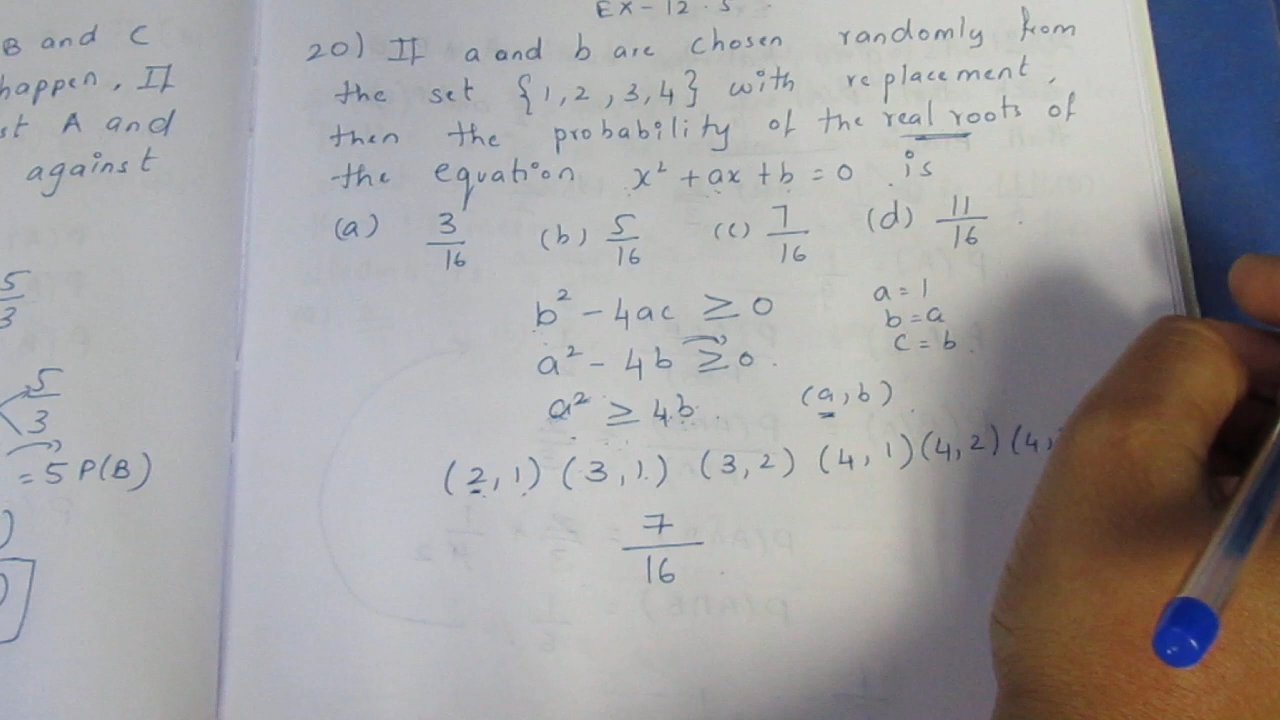 EX-12.5
B and C
happen, If
st A and
against
5
3
5
3
= 5 P(B)
20) If a and b are chosen randomly from
the set {1,2,3,4} with replacement,
then the probability of the real roots of
the equation x² + ax + b = 0 is
(a) 3/16 (b) 5/16 (c) 7/16 (d) 11/16
b² - 4ac ≥ 0 a = 1
b = a
a² - 4b ≥ 0. c = b.
a² ≥ 4b. (a,b)
(2,1) (3,1) (3,2) (4,1) (4,2) (4,
7
16